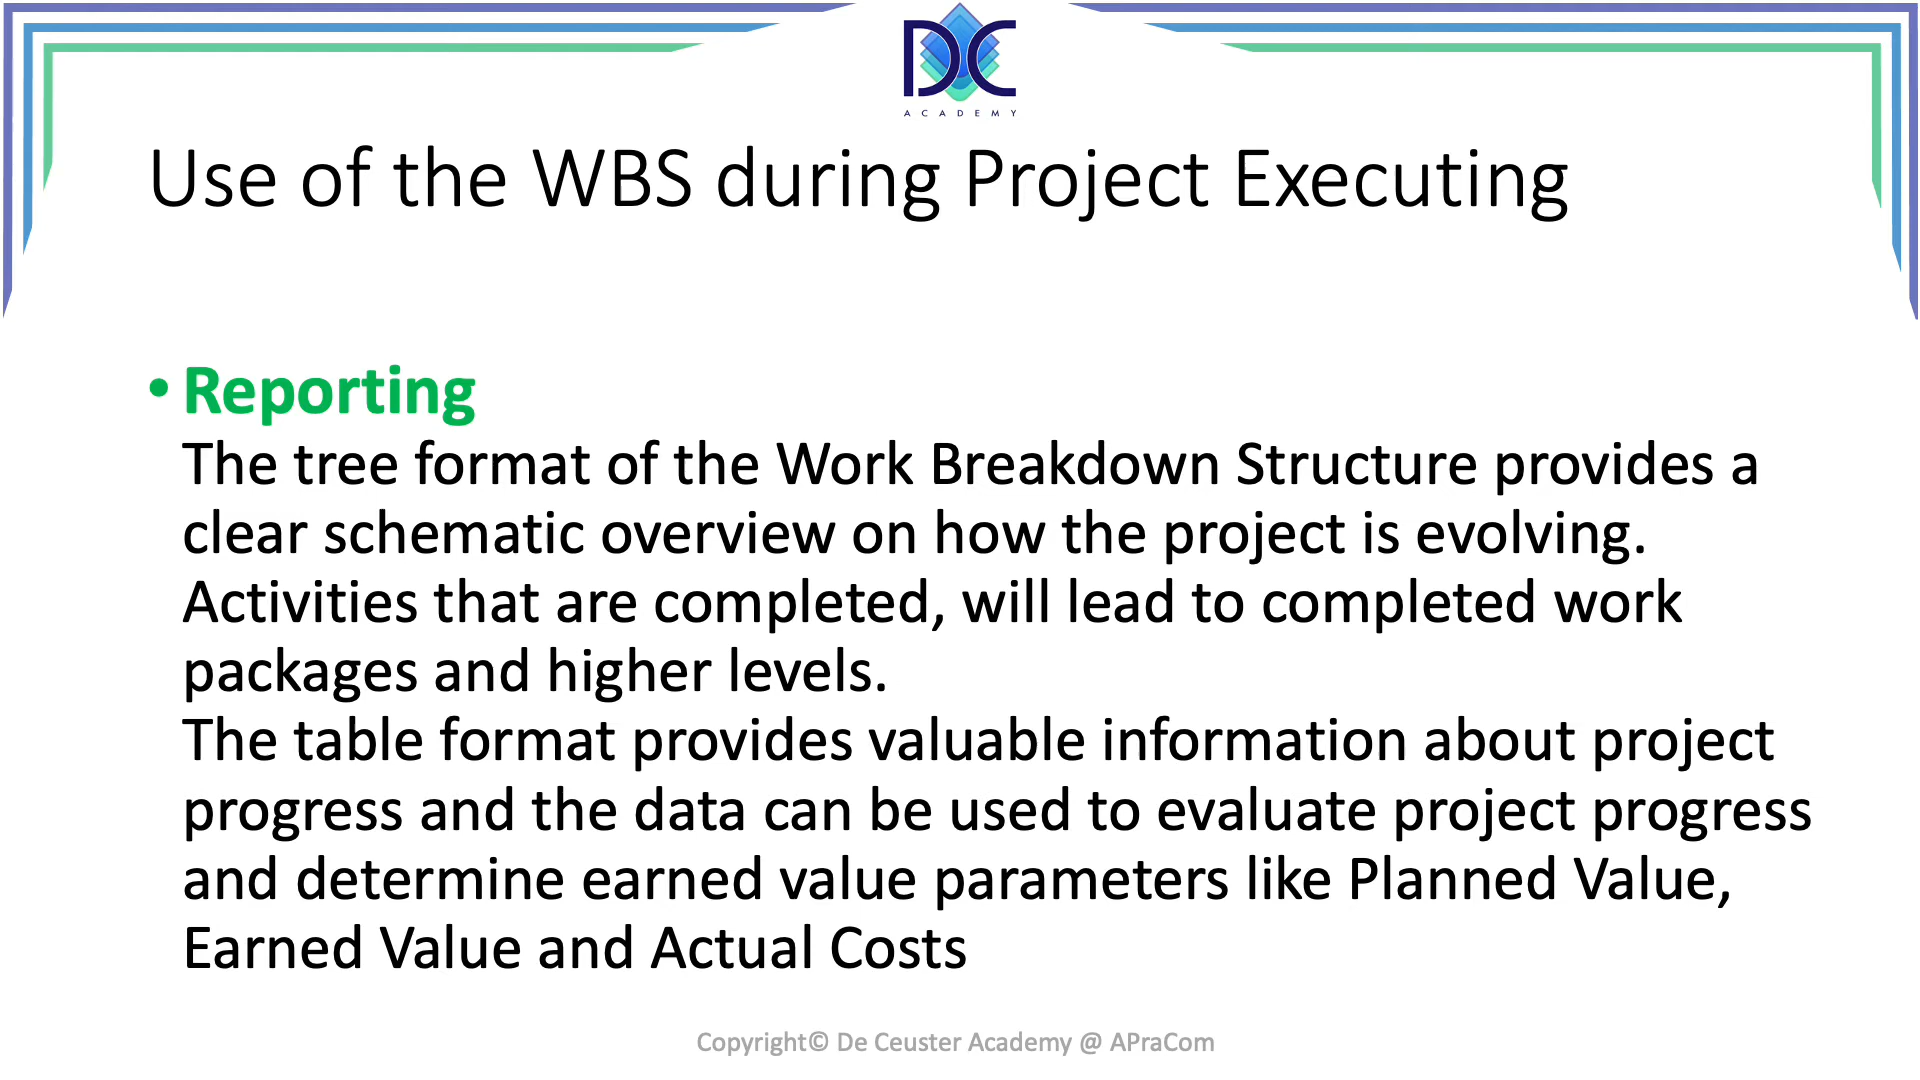 DC
ACADEMY
Use of the WBS during Project Executing
• Reporting
The tree format of the Work Breakdown Structure provides a
clear schematic overview on how the project is evolving.
Activities that are completed, will lead to completed work
packages and higher levels.
The table format provides valuable information about project
progress and the data can be used to evaluate project progress
and determine earned value parameters like Planned Value,
Earned Value and Actual Costs
Copyright© De Ceuster Academy @ APraCom